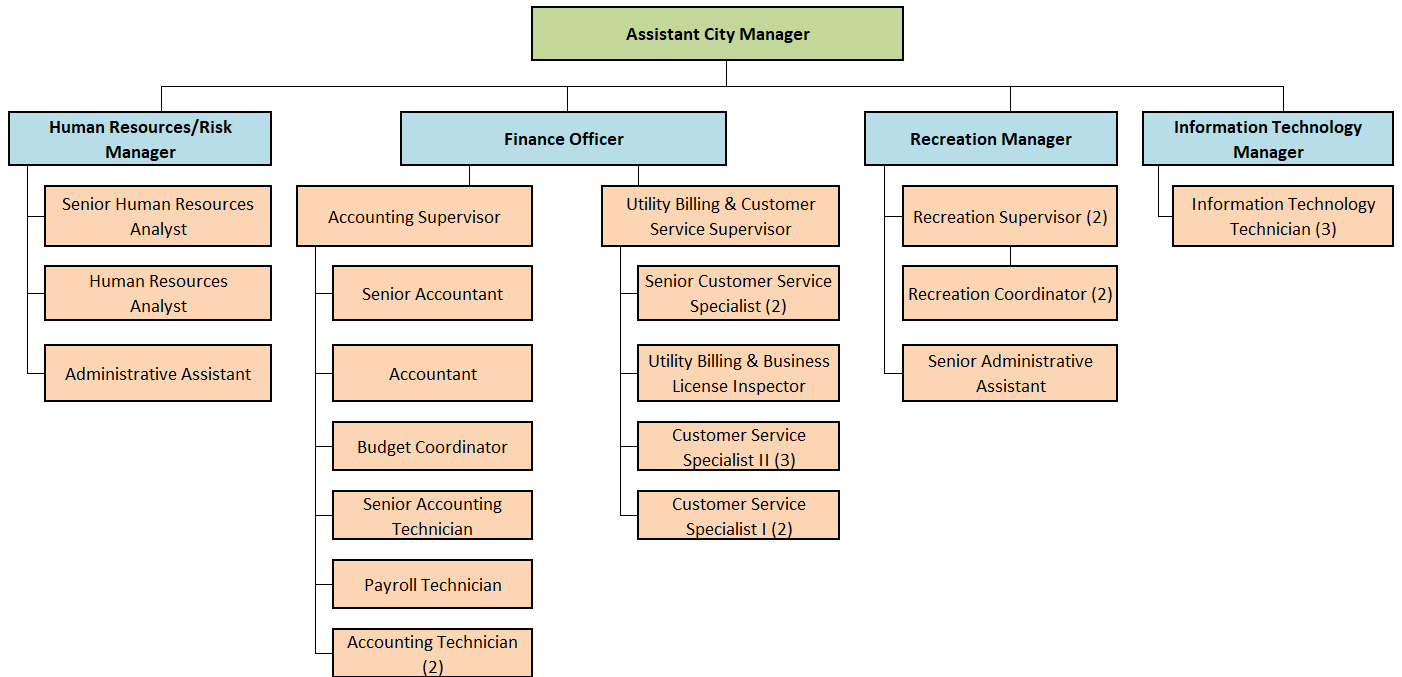 Assistant City Manager
Human Resources/Risk
Manager
Finance Officer
Recreation Manager
Information Technology
Manager
Senior Human Resources
Analyst
Human Resources
Analyst
Administrative Assistant
Accounting Supervisor
Senior Accountant
Accountant
Budget Coordinator
Senior Accounting
Technician
Payroll Technician
Accounting Technician
(2)
Utility Billing & Customer
Service Supervisor
Senior Customer Service
Specialist (2)
Utility Billing & Business
License Inspector
Customer Service
Specialist II (3)
Customer Service
Specialist I (2)
Recreation Supervisor (2)
Recreation Coordinator (2)
Senior Administrative
Assistant
Information Technology
Technician (3)